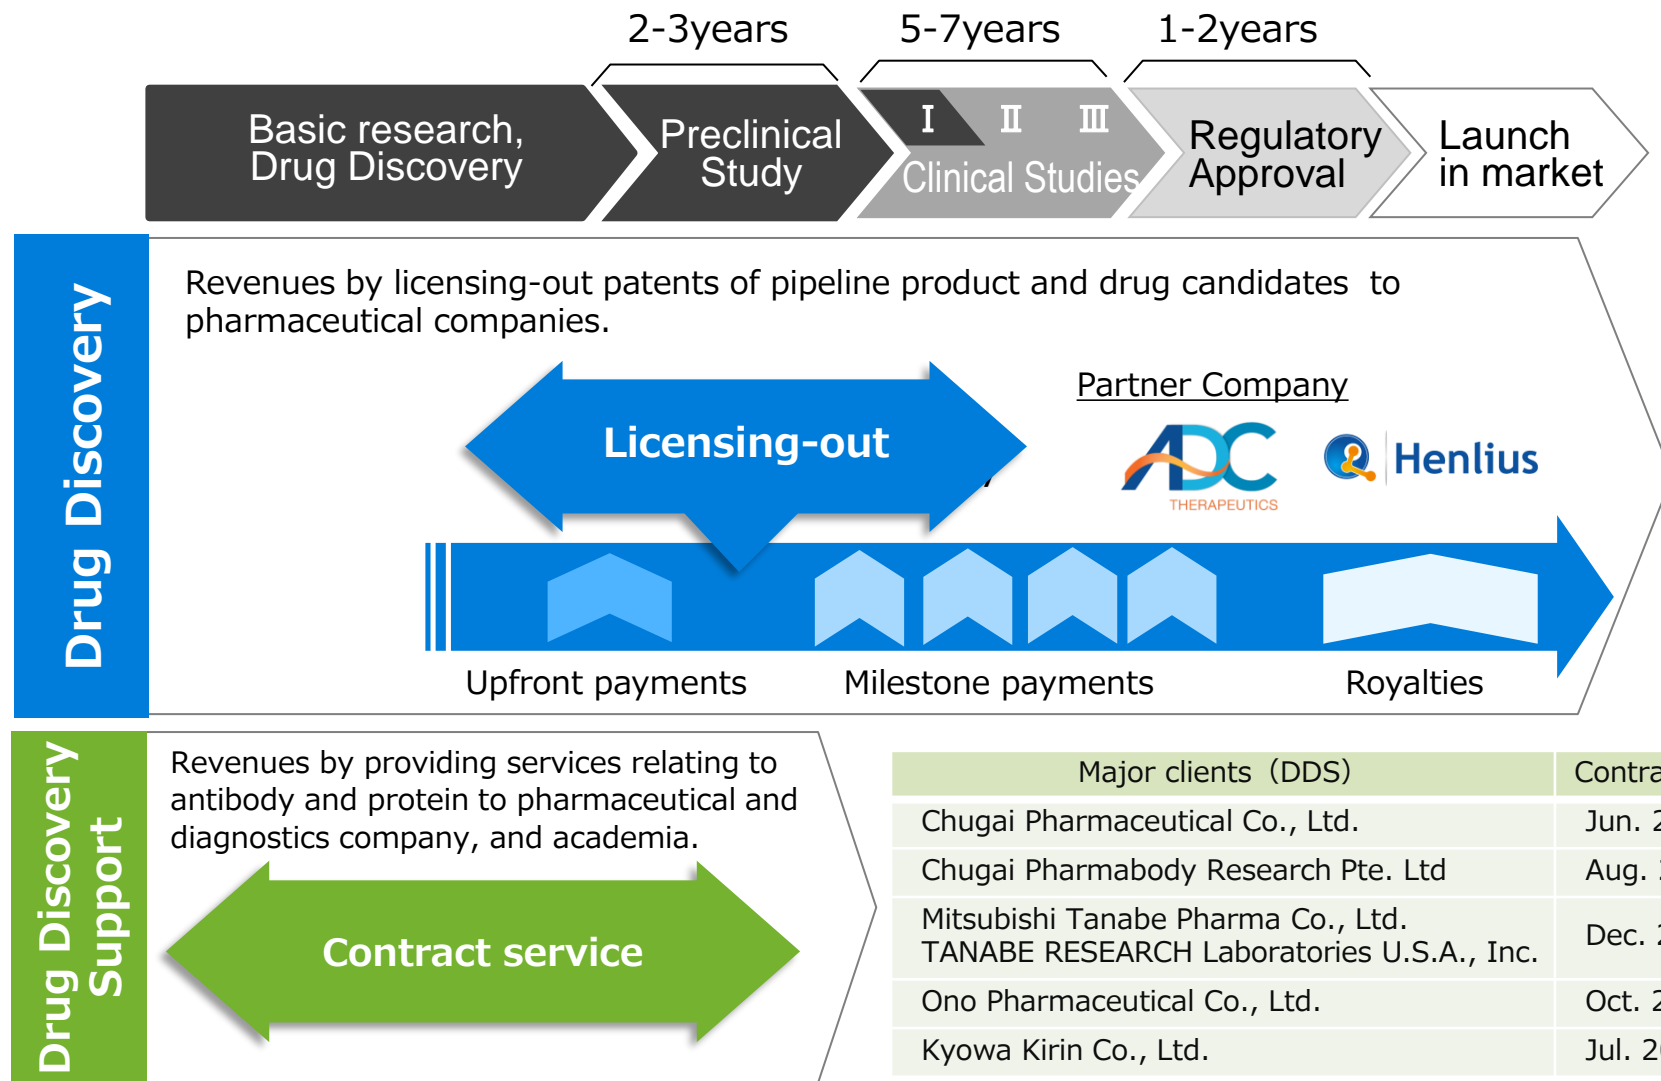 2-3years
5-7years
1-2years
Basic research,
Drug Discovery
Preclinical
Study
Ⅰ Ⅱ Ⅲ
Clinical Studies
Regulatory
Approval
Launch
in market
Drug Discovery
Revenues by licensing-out patents of pipeline product and drug candidates to
pharmaceutical companies.
Licensing-out
Partner Company
ADC
THERAPEUTICS
Henlius
Upfront payments
Milestone payments
Royalties
Drug Discovery
Support
Revenues by providing services relating to
antibody and protein to pharmaceutical and
diagnostics company, and academia.
Contract service
Major clients（DDS）
Chugai Pharmaceutical Co., Ltd. Jun.
Chugai Pharmabody Research Pte. Ltd Aug.
Mitsubishi Tanabe Pharma Co., Ltd.
TANABE RESEARCH Laboratories U.S.A., Inc. Dec.
Ono Pharmaceutical Co., Ltd. Oct.
Kyowa Kirin Co., Ltd. Jul.